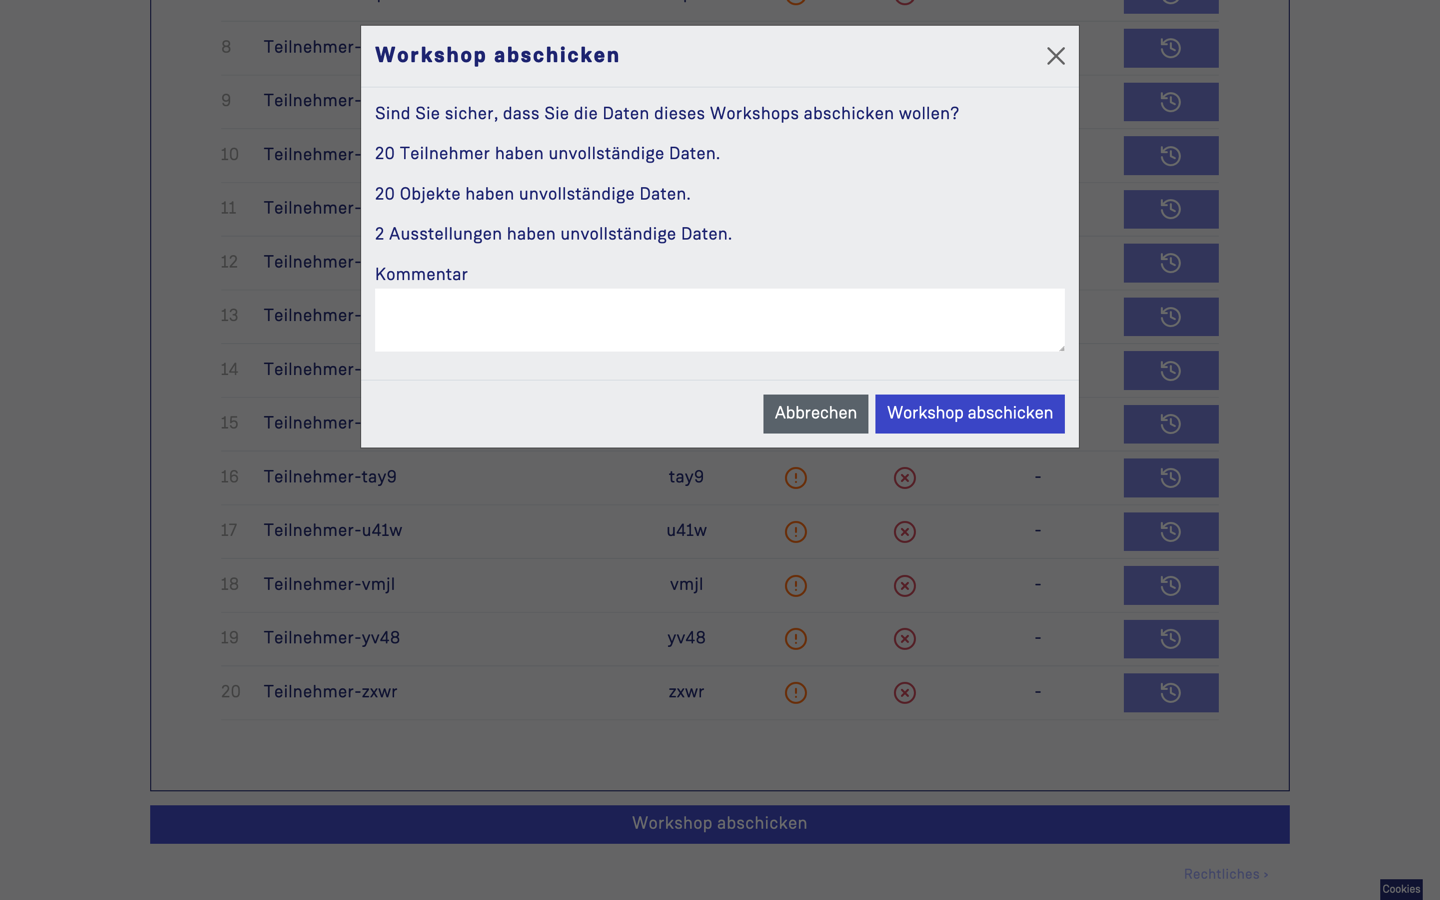 Workshop abschicken
Sind Sie sicher, dass Sie die Daten dieses Workshops abschicken wollen?
20 Teilnehmer haben unvollständige Daten.
20 Objekte haben unvollständige Daten.
2 Ausstellungen haben unvollständige Daten.
Kommentar
Abbrechen Workshop abschicken
8 Teilnehmer-
9 Teilnehmer-
10 Teilnehmer-
11 Teilnehmer-
12 Teilnehmer-
13 Teilnehmer-
14 Teilnehmer-
15 Teilnehmer-
16 Teilnehmer-tay9 tay9 -
17 Teilnehmer-u41w u41w -
18 Teilnehmer-vmjl vmjl -
19 Teilnehmer-yv48 yv48 -
20 Teilnehmer-zxwr zxwr -
Workshop abschicken
Rechtliches ›
Cookies